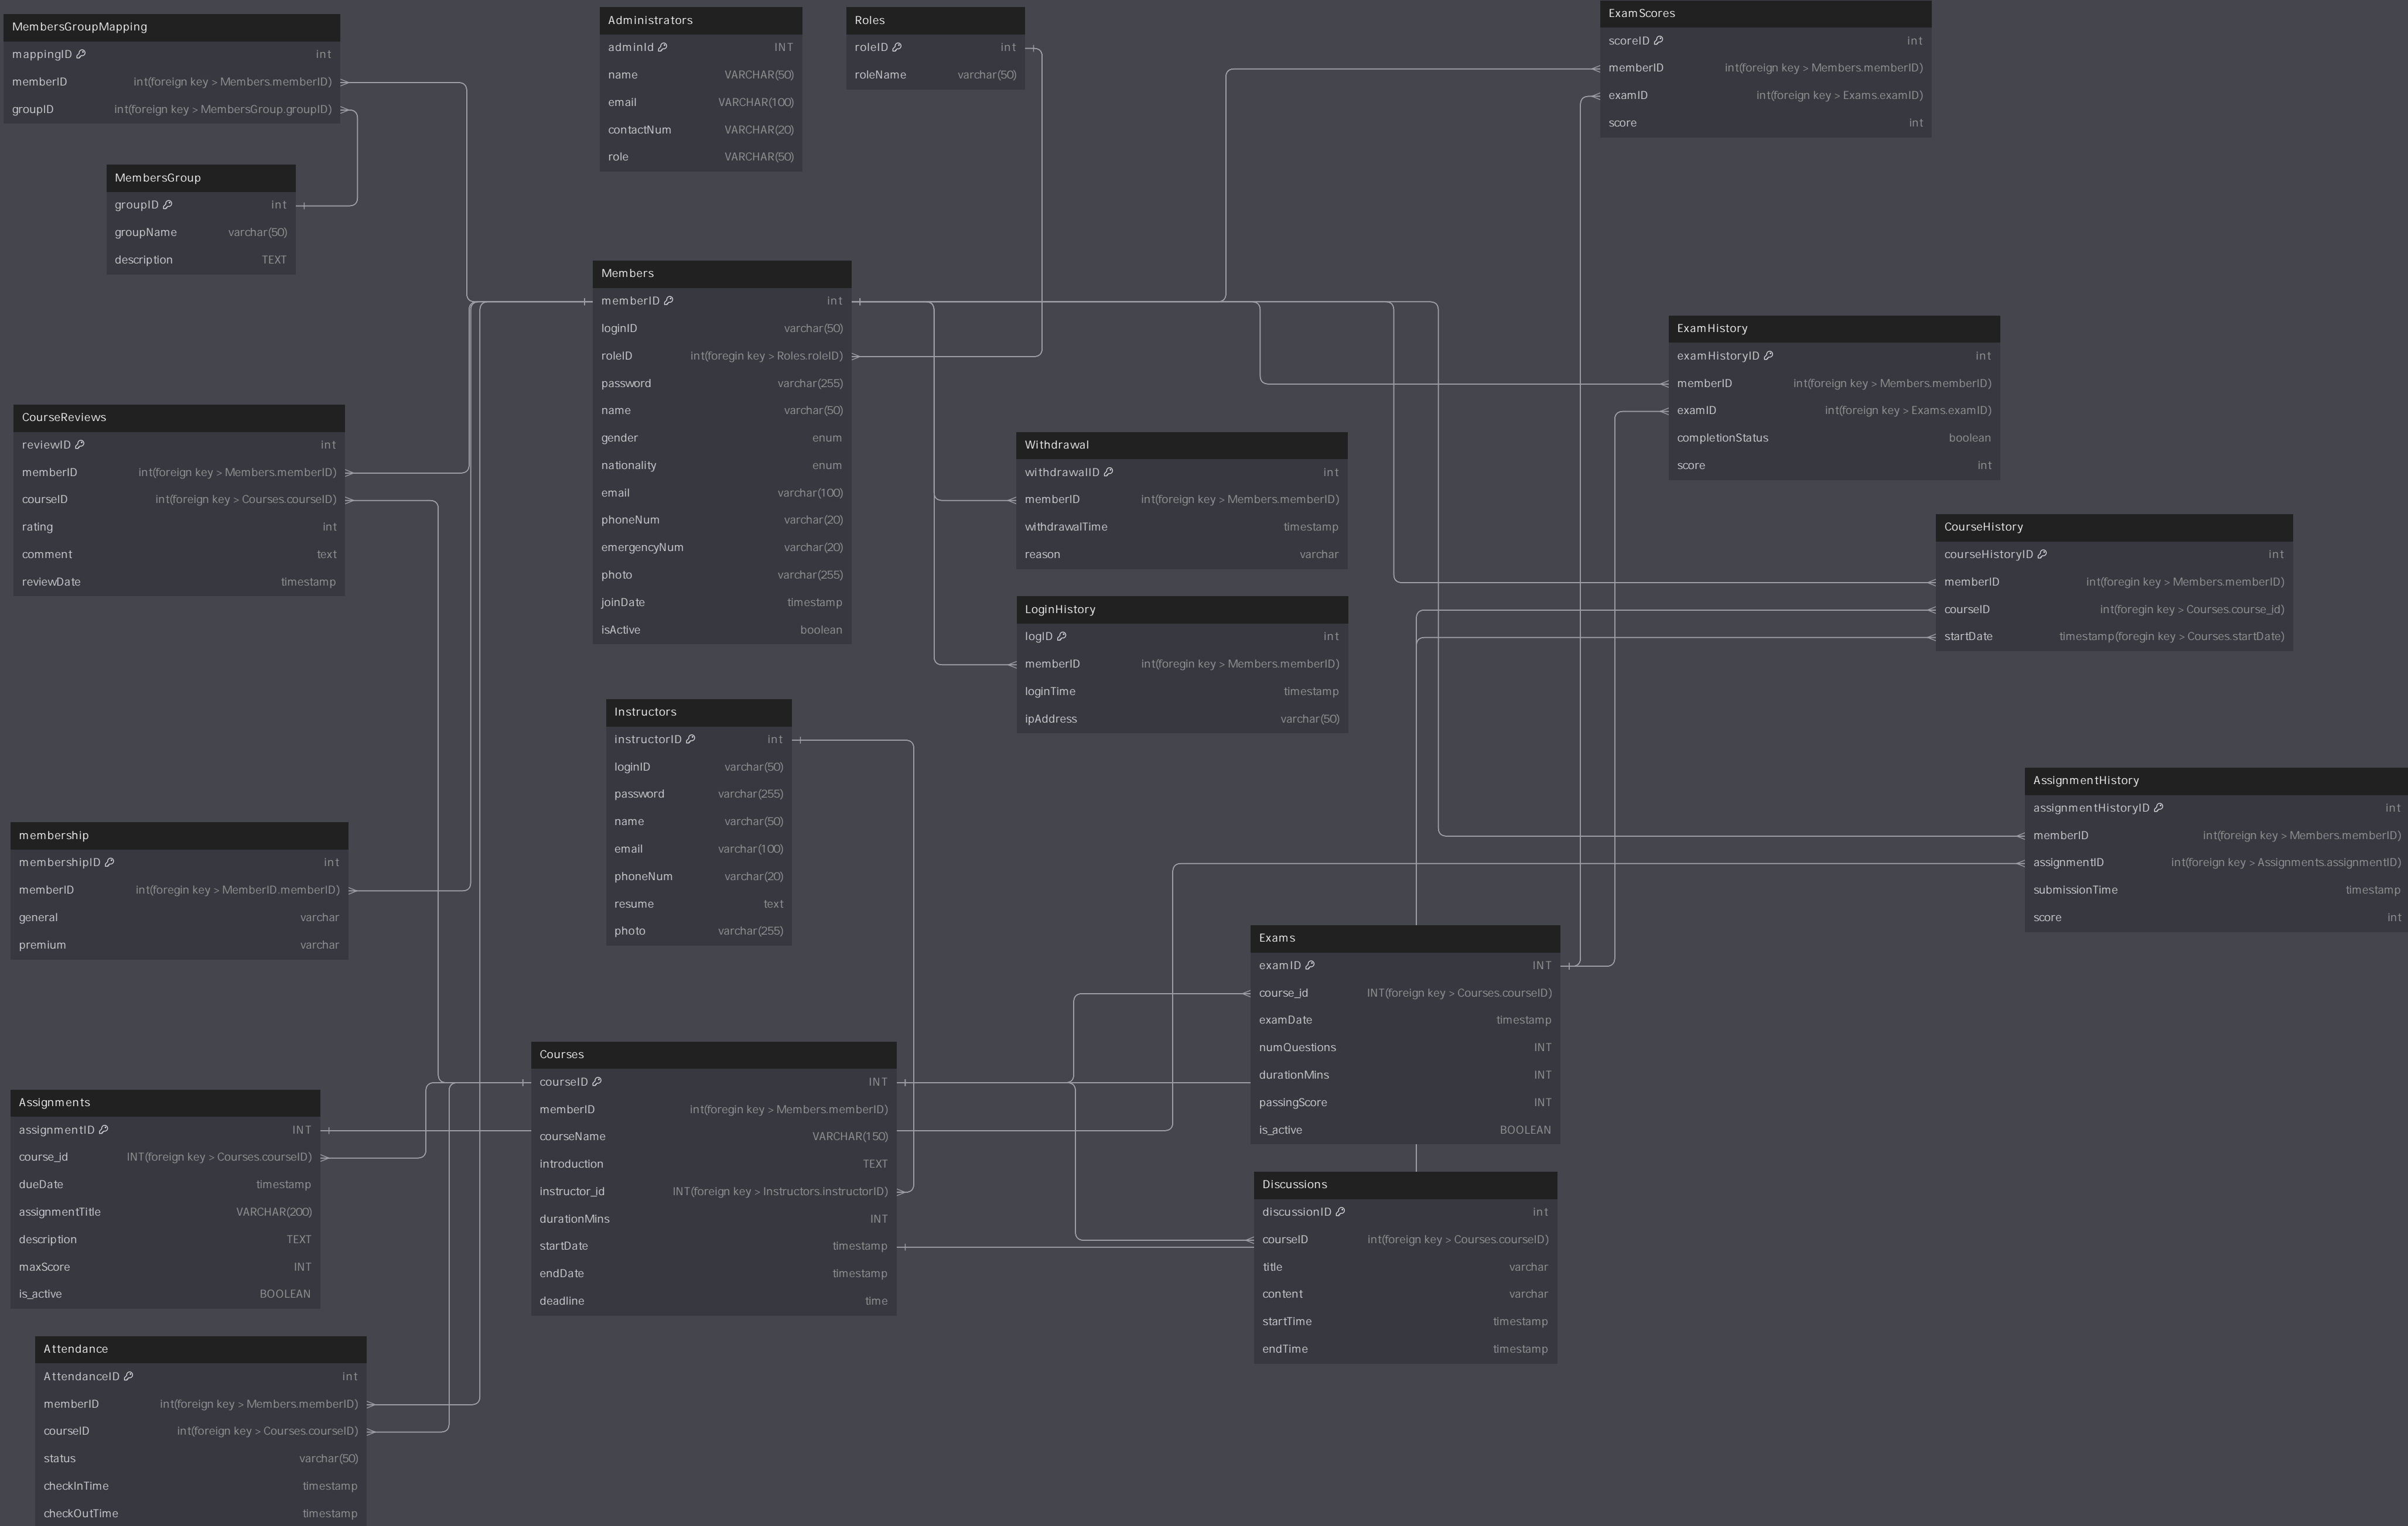 MembersGroupMapping
mappingID int
memberID int(foreign key > Members.memberID)
groupID int(foreign key > MembersGroup.groupID)
MembersGroup
groupID int
groupName varchar(50)
description TEXT
Administrators
adminId INT
name VARCHAR(50)
email VARCHAR(100)
contactNum VARCHAR(20)
role VARCHAR(50)
Roles
roleID int
roleName varchar(50)
ExamScores
scoreID int
memberID int(foreign key > Members.memberID)
examID int(foreign key > Exams.examID)
score int
Members
memberID int
loginID varchar(50)
roleID int(foregin key > Roles.roleID)
password varchar(255)
name varchar(50)
gender enum
nationality enum
email varchar(100)
phoneNum varchar(20)
emergencyNum varchar(20)
photo varchar(255)
joinDate timestamp
isActive boolean
ExamHistory
examHistoryID int
memberID int(foreign key > Members.memberID)
examID int(foreign key > Exams.examID)
completionStatus boolean
score int
CourseReviews
reviewID int
memberID int(foreign key > Members.memberID)
courseID int(foreign key > Courses.courseID)
rating int
comment text
reviewDate timestamp
Withdrawal
withdrawalID int
memberID int(foreign key > Members.memberID)
withdrawalTime timestamp
reason varchar
CourseHistory
courseHistoryID int
memberID int(foreign key > Members.memberID)
courseID int(foregin key > Courses.course_id)
startDate timestamp(foregin key > Courses.startDate)
LoginHistory
logID int
memberID int(foreign key > Members.memberID)
loginTime timestamp
ipAddress varchar(50)
Instructors
instructorID int
loginID varchar(50)
password varchar(255)
name varchar(50)
email varchar(100)
phoneNum varchar(20)
resume text
photo varchar(255)
AssignmentHistory
assignmentHistoryID int
memberID int(foreign key > Members.memberID)
assignmentID int(foreign key > Assignments.assignmentID)
submissionTime timestamp
score int
membership
membershipID int
memberID int(foregin key > MemberID.memberID)
general varchar
premium varchar
Exams
examID INT
course_id INT(foreign key > Courses.courseID)
examDate timestamp
numQuestions INT
durationMins INT
passingScore INT
is_active BOOLEAN
Courses
courseID INT
memberID int(foreign key > Members.memberID)
courseName VARCHAR(150)
introduction TEXT
instructor_id INT(foreign key > Instructors.instructorID)
durationMins INT
startDate timestamp
endDate timestamp
deadline time
Assignments
assignmentID INT
course_id INT(foreign key > Courses.courseID)
dueDate timestamp
assignmentTitle VARCHAR(200)
description TEXT
maxScore INT
is_active BOOLEAN
Discussions
discussionID int
courseID int(foreign key > Courses.courseID)
title varchar
content varchar
startTime timestamp
endTime timestamp
Attendance
AttendanceID int
memberID int(foreign key > Members.memberID)
courseID int(foreign key > Courses.courseID)
status varchar(50)
checkInTime timestamp
checkOutTime timestamp